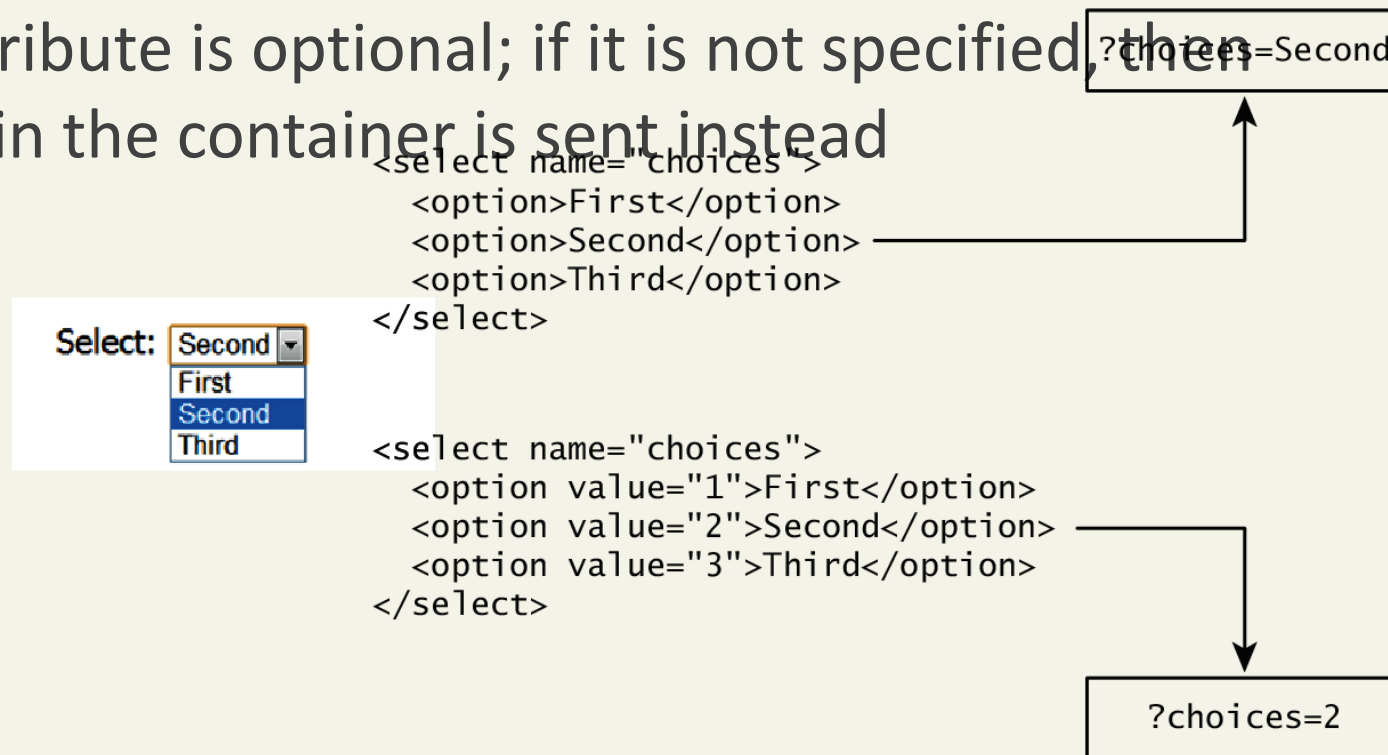 ribute is optional; if it is not specified, then
in the container is sent instead
?choices=Second
<select name="choices">
<option>First</option>
<option>Second</option>
<option>Third</option>
</select>
Select: Second
First
Second
Third
<select name="choices">
<option value="1">First</option>
<option value="2">Second</option>
<option value="3">Third</option>
</select>
?choices=2